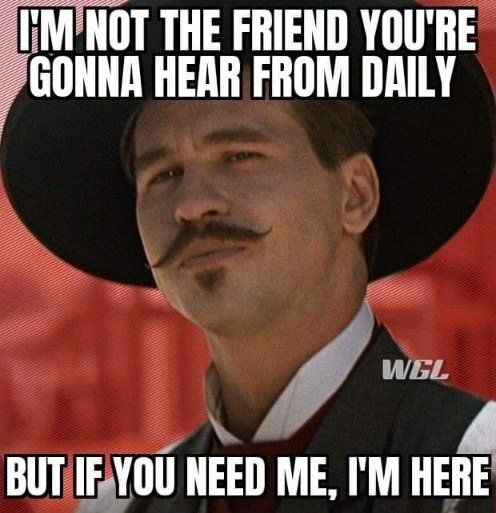 I'M NOT THE FRIEND YOU'RE
GONNA HEAR FROM DAILY
WGL
BUT IF YOU NEED ME, I'M HERE